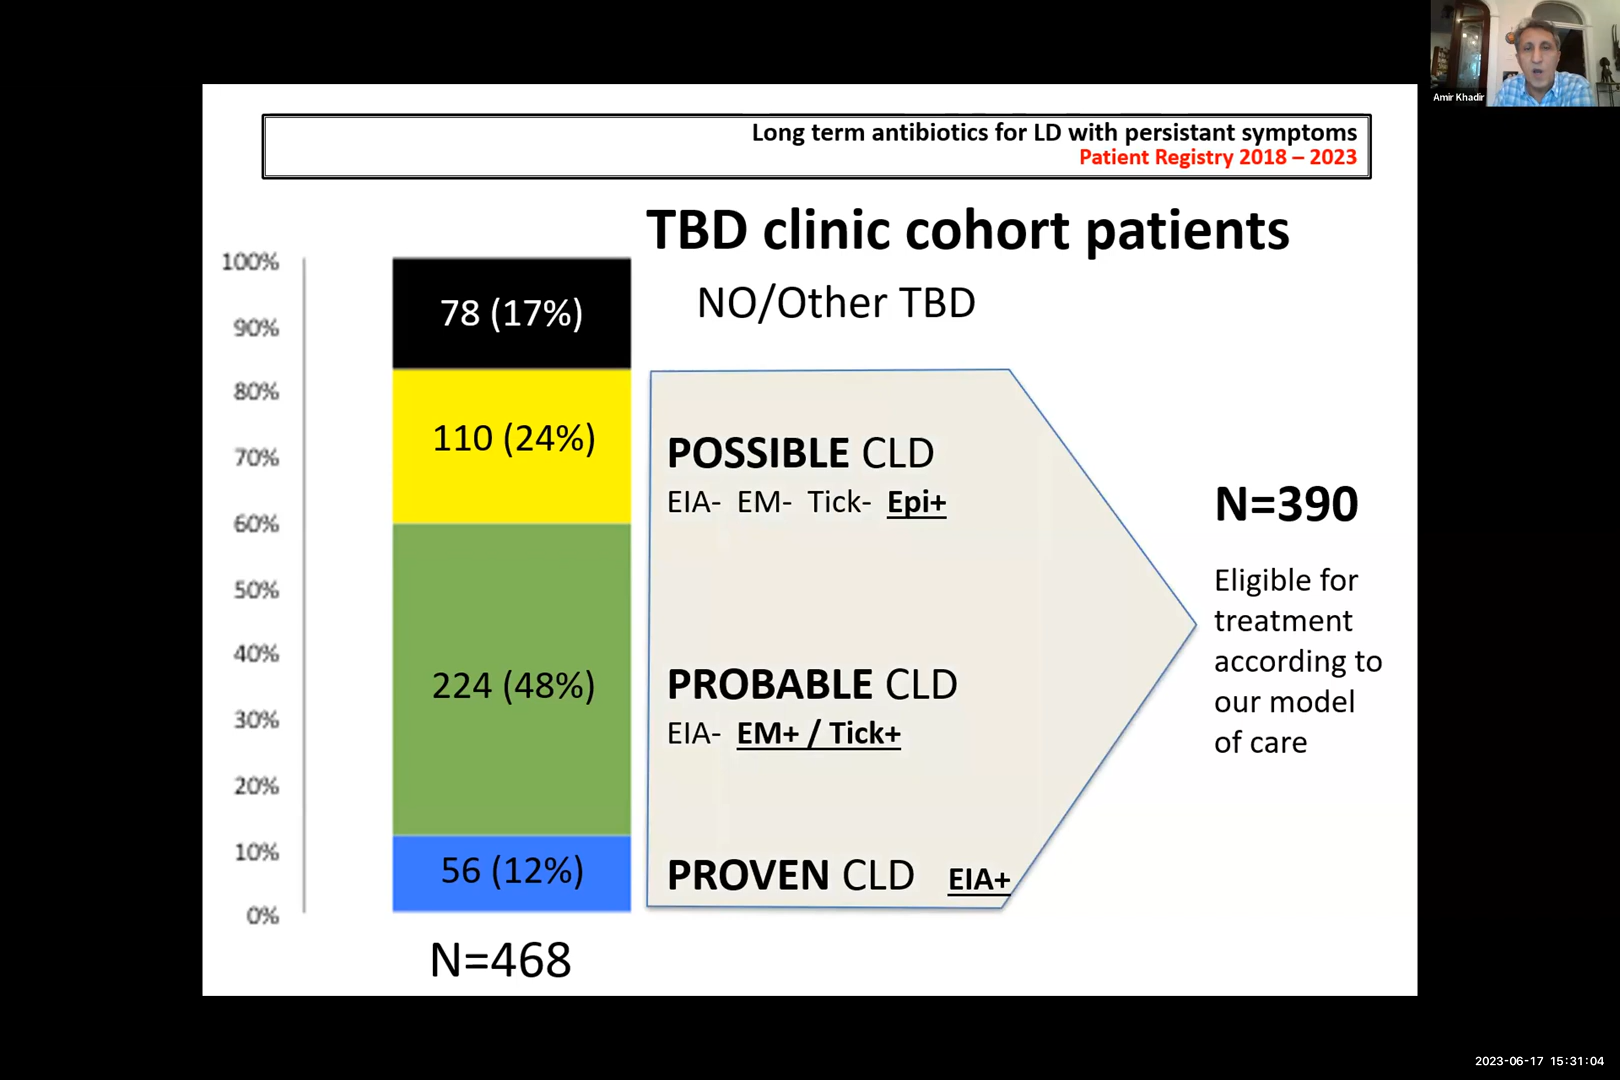 Amir Khadir
Long term antibiotics for LD with persistant symptoms
Patient Registry 2018 – 2023
TBD clinic cohort patients
100%
90%
80%
70%
60%
50%
40%
30%
20%
10%
0%
78 (17%)
110 (24%)
224 (48%)
56 (12%)
N=468
NO/Other TBD
POSSIBLE CLD
EIA- EM- Tick- Epi+
PROBABLE CLD
EIA- EM+ / Tick+
PROVEN CLD EIA+
N=390
Eligible for
treatment
according to
our model
of care
2023-06-17 15:31:04